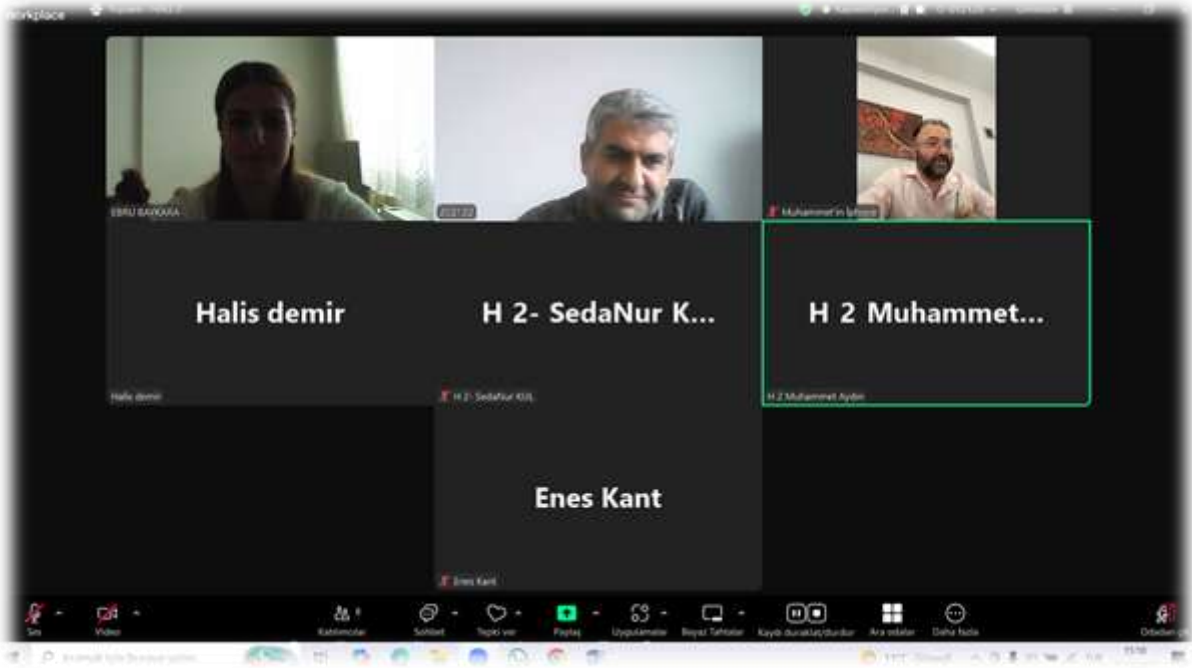 EBRU BAYKARA
Muhammet'in
Halis demir
H 2- SedaNur K...
H 2 Muhammet...
Halis demir
H 2- SedaNur KUL
H 2 Muhammet Aydın
Enes Kant
Enes Kant
Ses
Video
Katılımcılar
Sohbet
Tepki ver
Paylaş
Uygulamalar
Beyaz Tahtalar
Kaydı duraklat/durdur
Ara odalar
Daha fazla
15:58